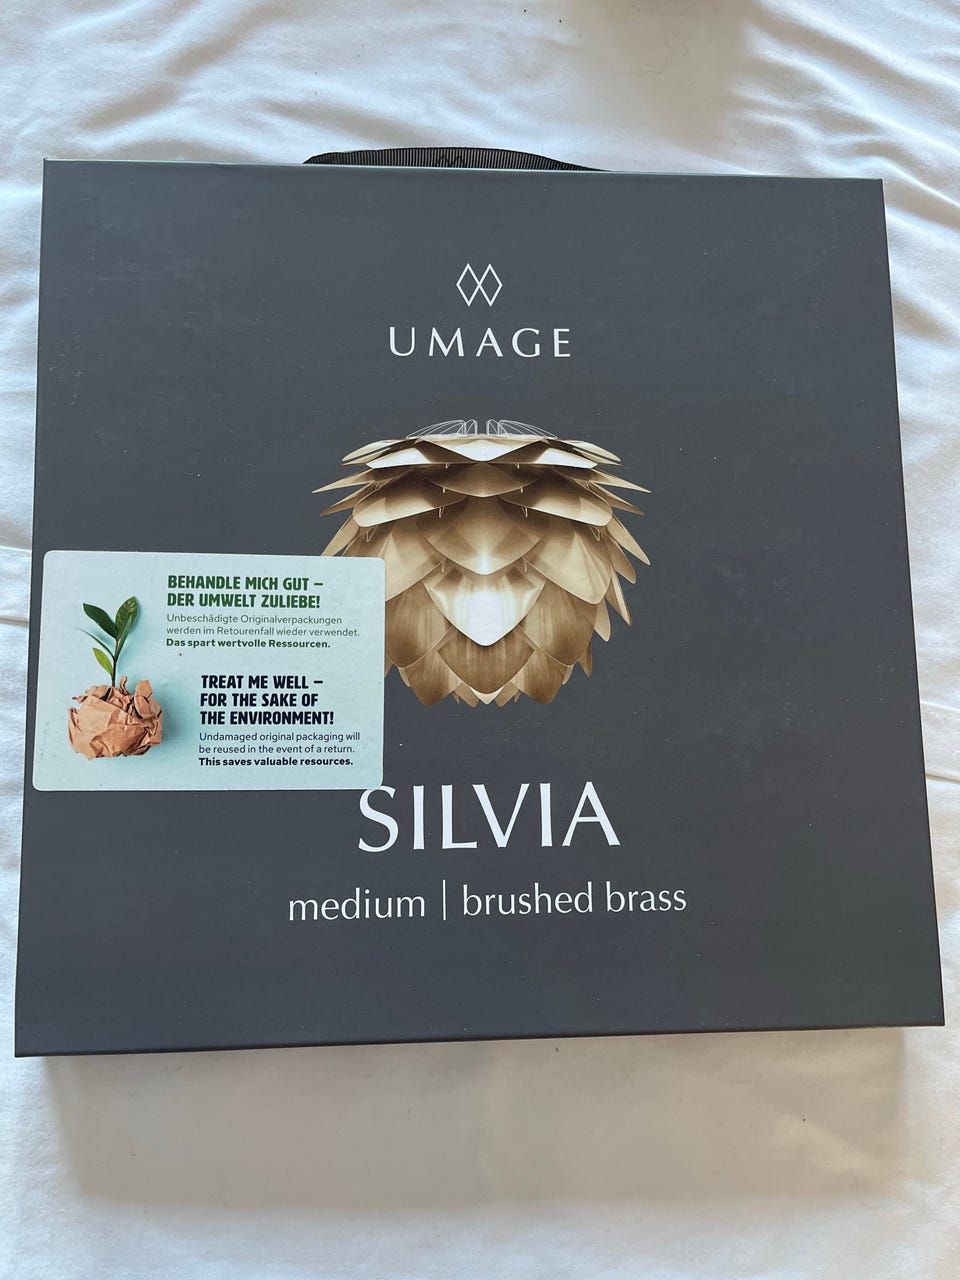 UMAGE
BEHANDLE MICH GUT –
DER UMWELT ZULIEBE!
Unbeschädigte Originalverpackungen
werden im Retourenfall wieder verwendet.
Das spart wertvolle Ressourcen.
TREAT ME WELL –
FOR THE SAKE OF
THE ENVIRONMENT!
Undamaged original packaging will
be reused in the event of a return.
This saves valuable resources.
SILVIA
medium | brushed brass